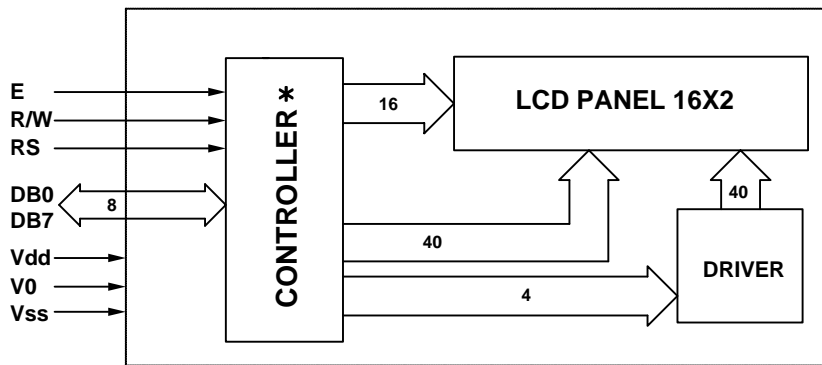 E
R/W
RS
DB0
DB7
Vdd
V0
Vss
8
CONTROLLER*
16
LCD PANEL 16X2
40
40
DRIVER
4